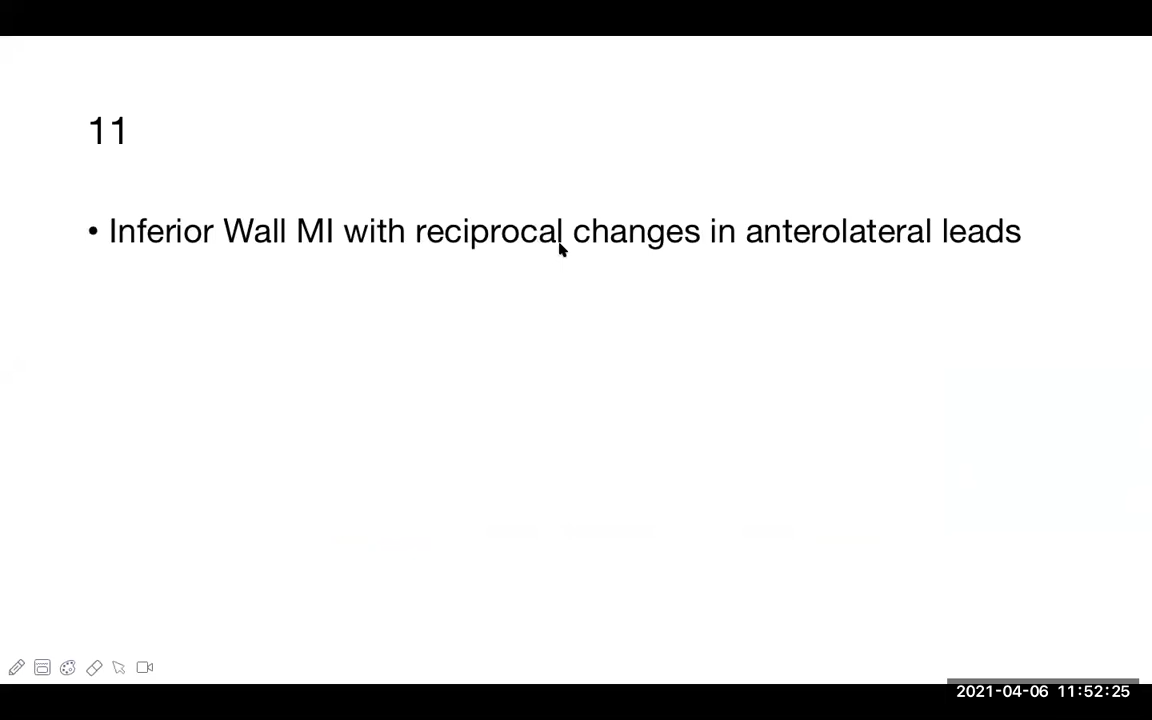 11
• Inferior Wall MI with reciprocal changes in anterolateral leads
2021-04-06 11:52:25